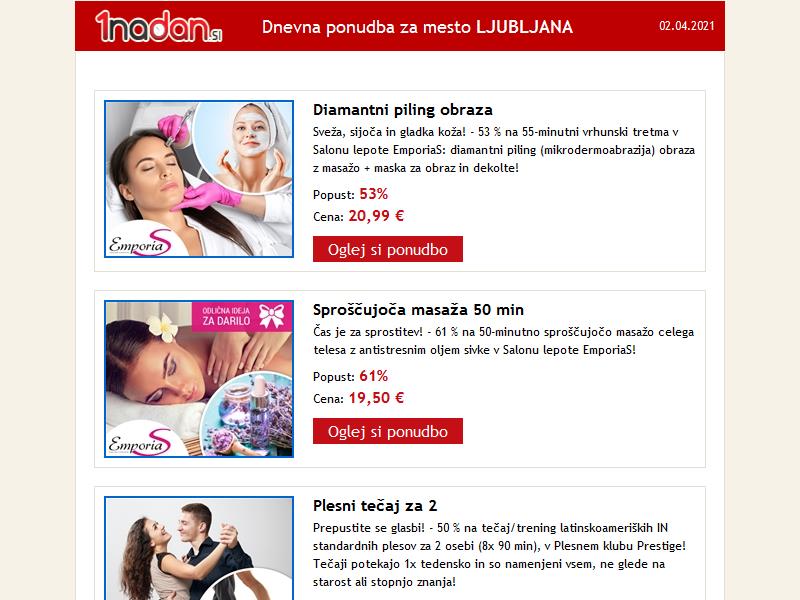 1nadan.si
Dnevna ponudba za mesto LJUBLJANA
02.04.2021
Diamantni piling obraza
Sveža, sijoča in gladka koža! - 53 % na 55-minutni vrhunski tretma v
Salonu lepote EmporiaS: diamantni piling (mikrodermoabrazija) obraza
z masažo + maska za obraz in dekolte!
Popust: 53%
Cena: 20,99 €
Oglej si ponudbo
Emporia S
ODLIČNA IDEJA
ZA DARILO
Emporia S
Sproščujoča masaža 50 min
Čas je za sprostitev! - 61 % na 50-minutno sproščujočo masažo celega
telesa z antistresnim oljem sivke v Salonu lepote EmporiaS!
Popust: 61%
Cena: 19,50 €
Oglej si ponudbo
Plesni tečaj za 2
Prepustite se glasbi! - 50 % na tečaj/trening latinskoameriških IN
standardnih plesov za 2 osebi (8x 90 min), v Plesnem klubu Prestige!
Tečaji potekajo 1x tedensko in so namenjeni vsem, ne glede na
starost ali stopnjo znanja!